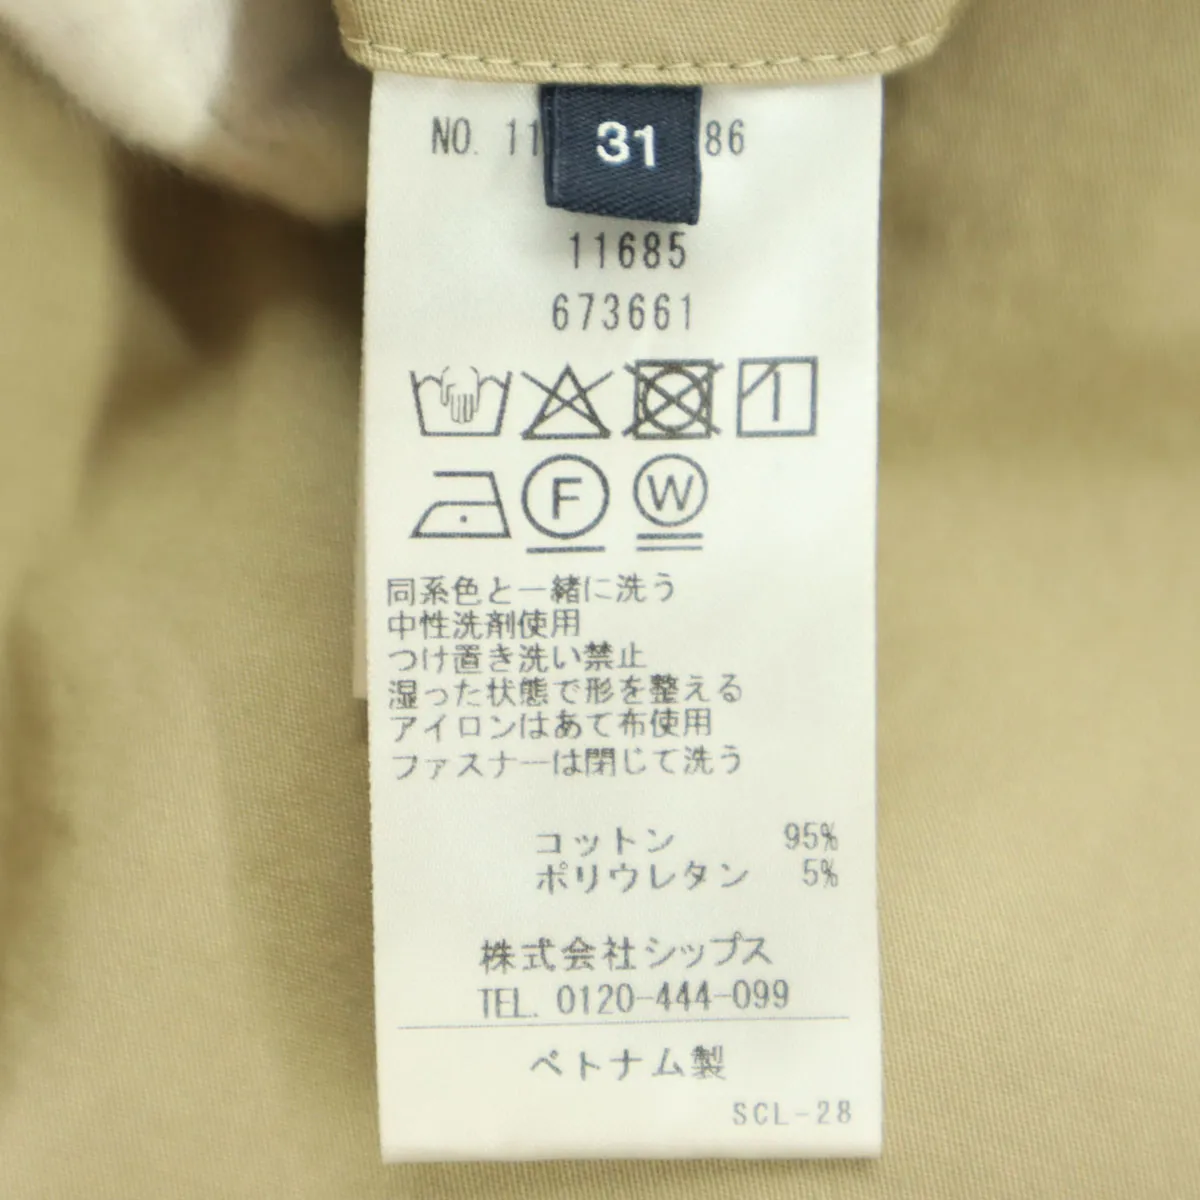 NO. 11
31
86
11685
673661
1
F
W
同系色と一緒に洗う
中性洗剤使用
つけ置き洗い禁止
湿った状態で形を整える
アイロンはあて布使用
ファスナーは閉じて洗う
コットン 95%
ポリウレタン 5%
株式会社シップス
TEL. 0120-444-099
ベトナム製
SCL-28